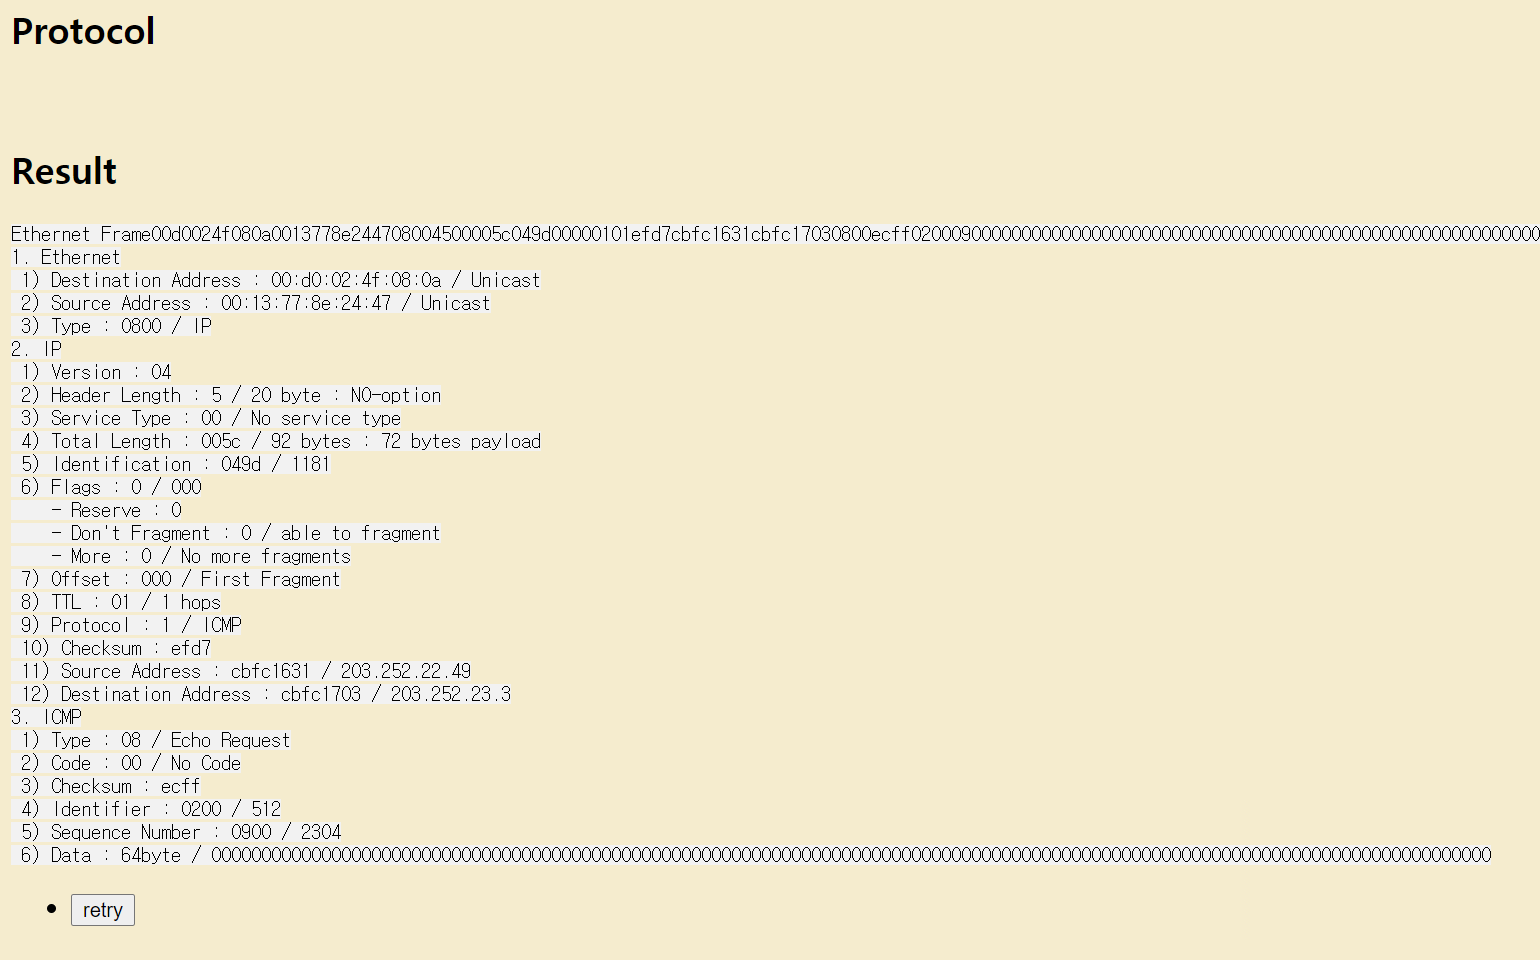 Protocol
Result
Ethernet Frame00d0024f080a0013778e244708004500005c049d00000101efd7cbfc1631cbfc17030800ecff020009000000000000000000000000000000000000000000000000000000000
1. Ethernet
1) Destination Address : 00:d0:02:4f:08:0a / Unicast
2) Source Address : 00:13:77:8e:24:47 / Unicast
3) Type : 0800 / IP
2. IP
1) Version : 04
2) Header Length : 5 / 20 byte : NO-option
3) Service Type : 00 / No service type
4) Total Length : 005c / 92 bytes : 72 bytes payload
5) Identification : 049d / 1181
6) Flags : 0 / 000
- Reserve : 0
- Don't Fragment : 0 / able to fragment
- More : 0 / No more fragments
7) Offset : 000 / First Fragment
8) TTL : 01 / 1 hops
9) Protocol : 1 / ICMP
10) Checksum : efd7
11) Source Address : cbfc1631 / 203.252.22.49
12) Destination Address : cbfc1703 / 203.252.23.3
3. ICMP
1) Type : 08 / Echo Request
2) Code : 00 / No Code
3) Checksum : ecff
4) Identifier : 0200 / 512
5) Sequence Number : 0900 / 2304
6) Data : 64byte / 00000000000000000000000000000000000000000000000000000000000000000000000000000000000000000000000000000000000000000000000000000000
• retry